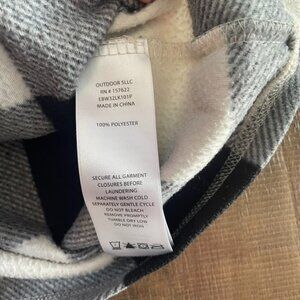 OUTDOOR SLLC
RN # 157622
EBW32LK101P
MADE IN CHINA
100% POLYESTER
SECURE ALL GARMENT
CLOSURES BEFORE
LAUNDERING
MACHINE WASH COLD
SEPARATELY GENTLE CYCLE
DO NOT BLEACH
REMOVE PROMPTLY
TUMBLE DRY LOW
DO NOT IRON